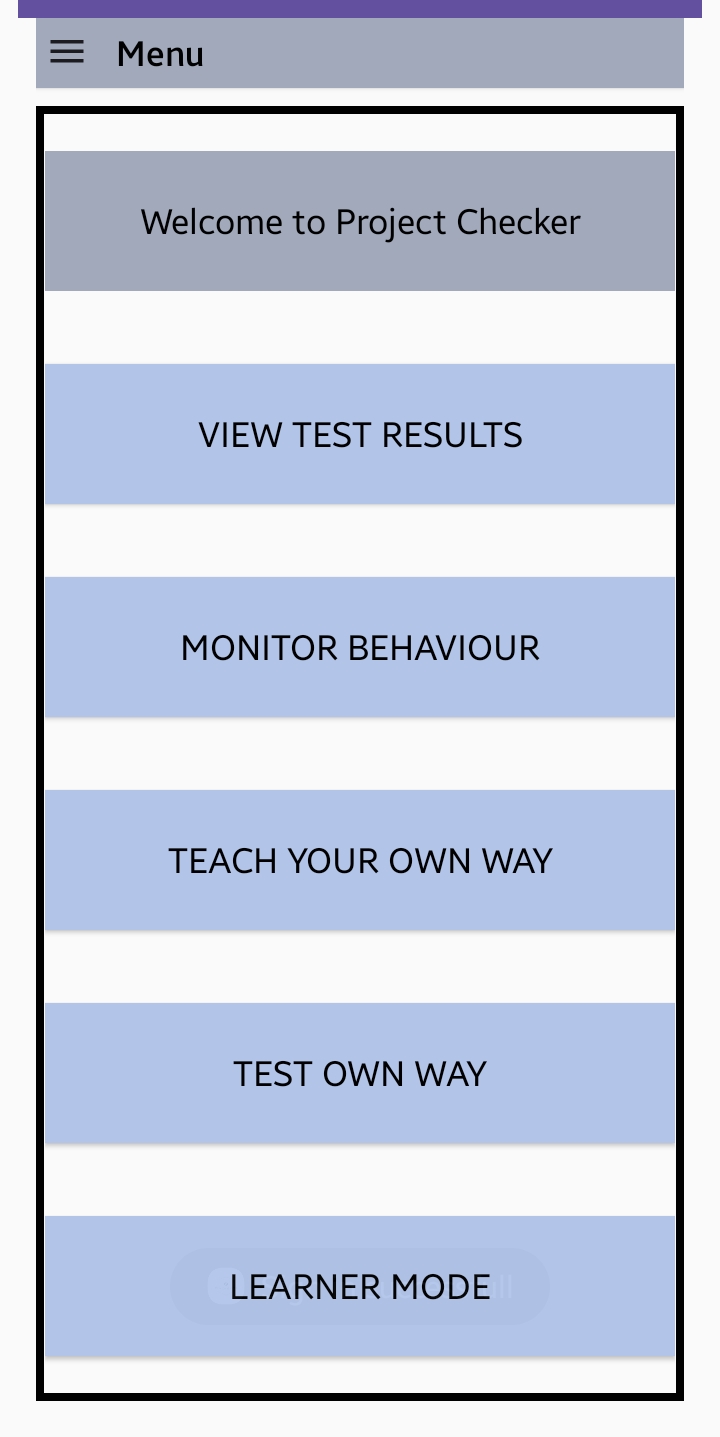 Menu
Welcome to Project Checker
VIEW TEST RESULTS
MONITOR BEHAVIOUR
TEACH YOUR OWN WAY
TEST OWN WAY
LEARNER MODE